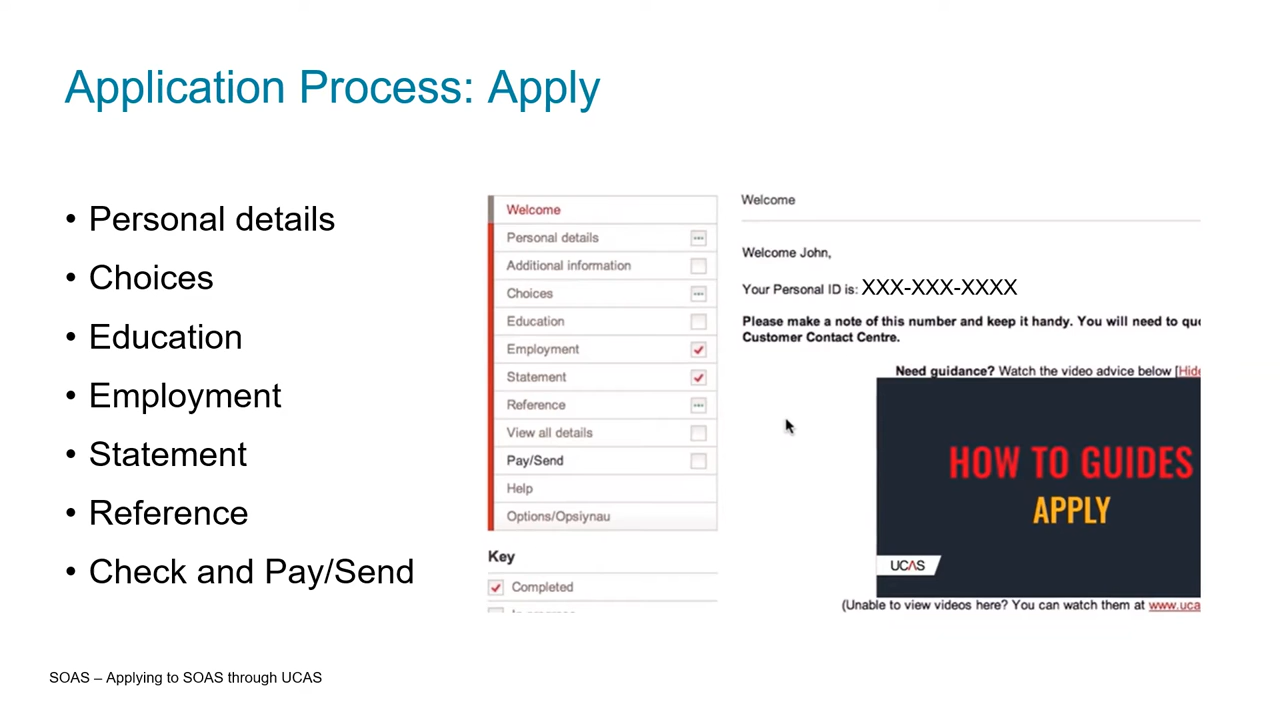 Application Process: Apply
• Personal details
• Choices
• Education
• Employment
• Statement
• Reference
• Check and Pay/Send
Welcome
Personal details
Additional information
Choices
Education
Employment
Statement
Reference
View all details
Pay/Send
Help
Options/Opsiynau
Key
Completed
Welcome
Welcome John,
Your Personal ID is: XXX-XXX-XXXX
Please make a note of this number and keep it handy. You will need to
Customer Contact Centre.
Need guidance? Watch the video advice below [Hide
HOW TO GUIDES
APPLY
UCAS
(Unable to view videos here? You can watch them at www.uca
SOAS – Applying to SOAS through UCAS